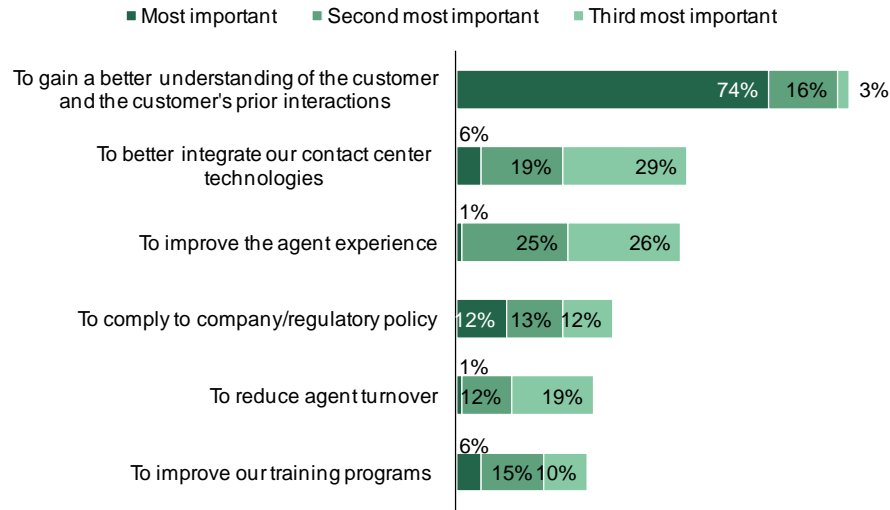 Most important Second most important Third most important
To gain a better understanding of the customer
and the customer's prior interactions
74% 16% 3%
6%
To better integrate our contact center
technologies
19% 29%
1%
To improve the agent experience
25% 26%
To comply to company/regulatory policy
12% 13% 12%
1%
To reduce agent turnover
12% 19%
6%
To improve our training programs
15% 10%